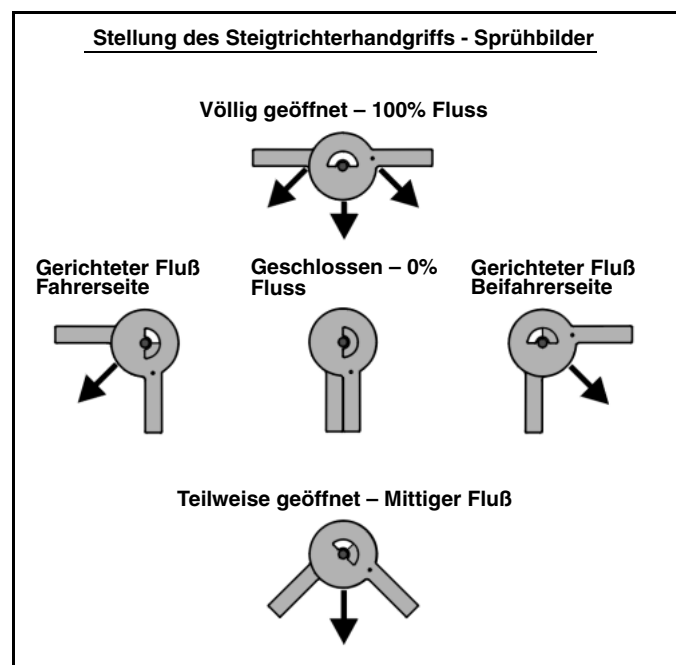 Stellung des Steigtrichterhandgriffs - Sprühbilder
Völlig geöffnet – 100% Fluss
Gerichteter Fluß
Fahrerseite
Geschlossen – 0%
Fluss
Gerichteter Fluß
Beifahrerseite
Teilweise geöffnet – Mittiger Fluß